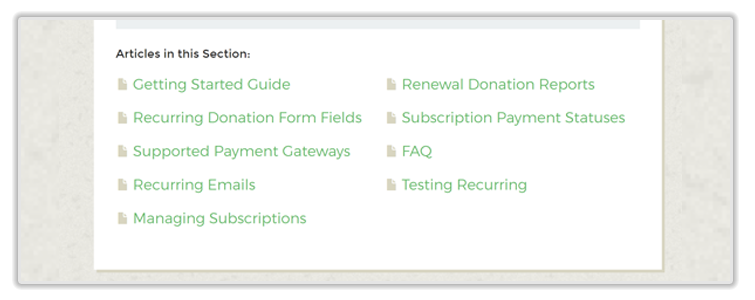 Articles in this Section:
Getting Started Guide
Recurring Donation Form Fields
Supported Payment Gateways
Recurring Emails
Managing Subscriptions
Renewal Donation Reports
Subscription Payment Statuses
FAQ
Testing Recurring